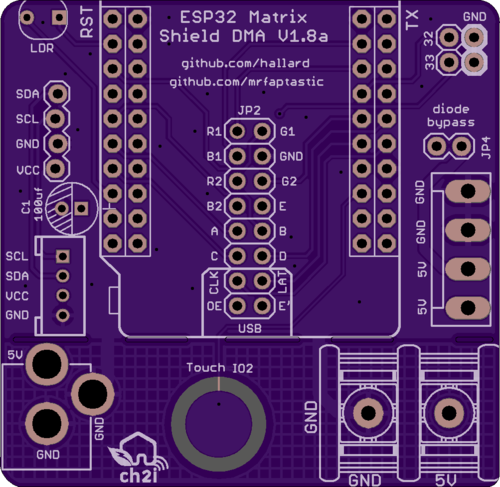 RST
ESP32 Matrix
Shield DMA V1.8a
TX
GND
github.com/hallard
github.com/mrfaptastic
LDR
32
33
SDA
SCL
GND
VCC
JP2
R1 G1
B1 GND
R2 G2
B2 E
A B
C D
CLK LAT
OE E'
USB
diode
bypass
JP4
C1
100uf
+
SCL
SDA
VCC
GND
GND
GND
5V
5V
5V
GND
GND
Touch IO2
ch2i
GND
GND 5V